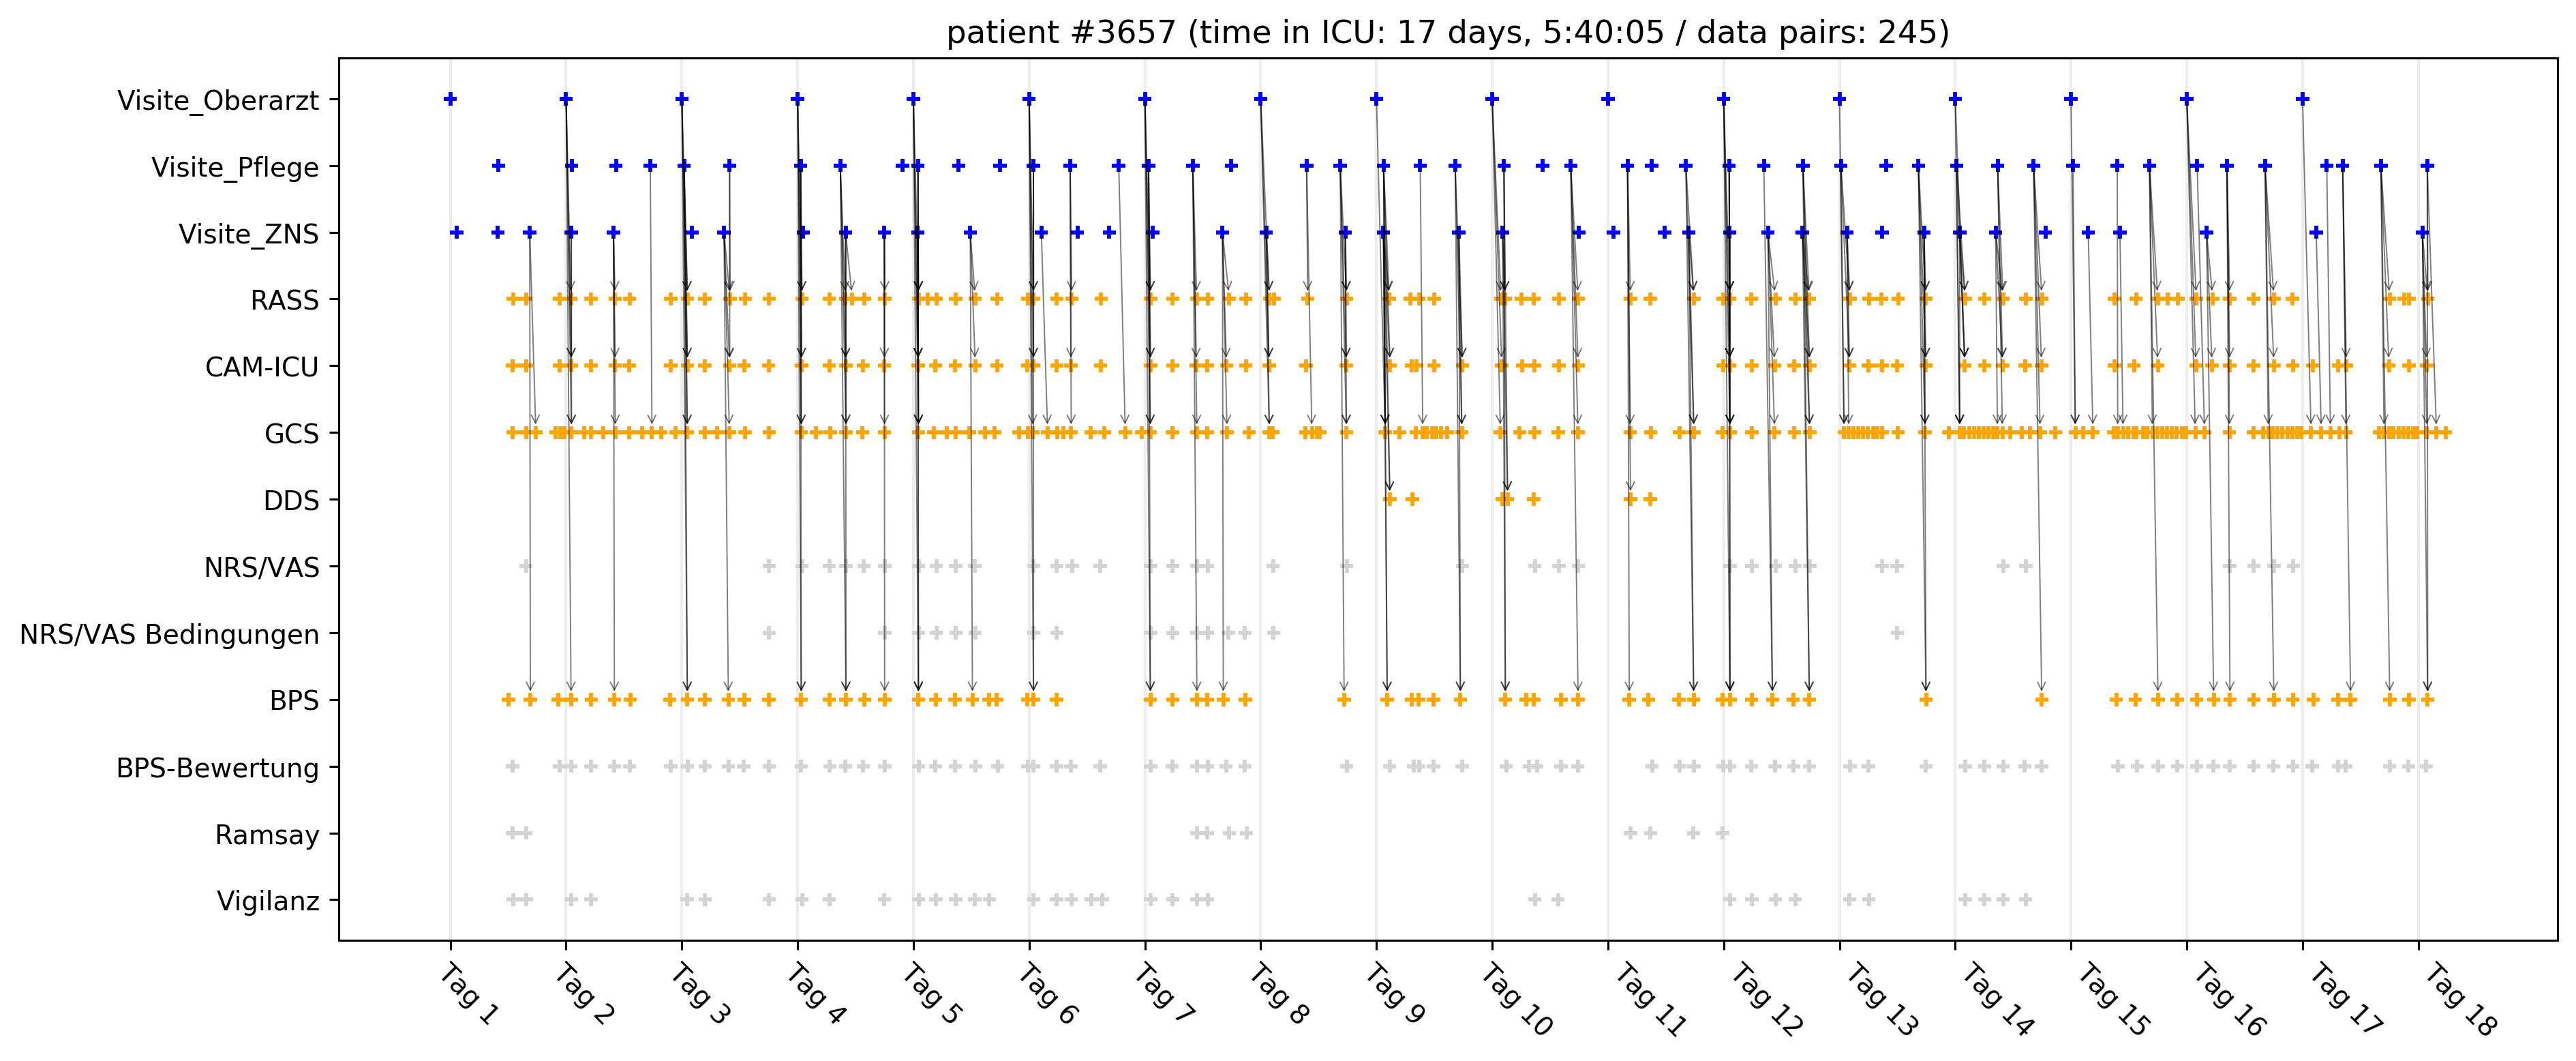 patient #3657 (time in ICU: 17 days, 5:40:05 / data pairs: 245)
Visite_Oberarzt
Visite_Pflege
Visite_ZNS
RASS
CAM-ICU
GCS
DDS
NRS/VAS
NRS/VAS Bedingungen
BPS
BPS-Bewertung
Ramsay
Vigilanz
Tag 1
Tag 2
Tag 3
Tag 4
Tag 5
Tag 6
Tag 7
Tag 8
Tag 9
Tag 10
Tag 11
Tag 12
Tag 13
Tag 14
Tag 15
Tag 16
Tag 17
Tag 18